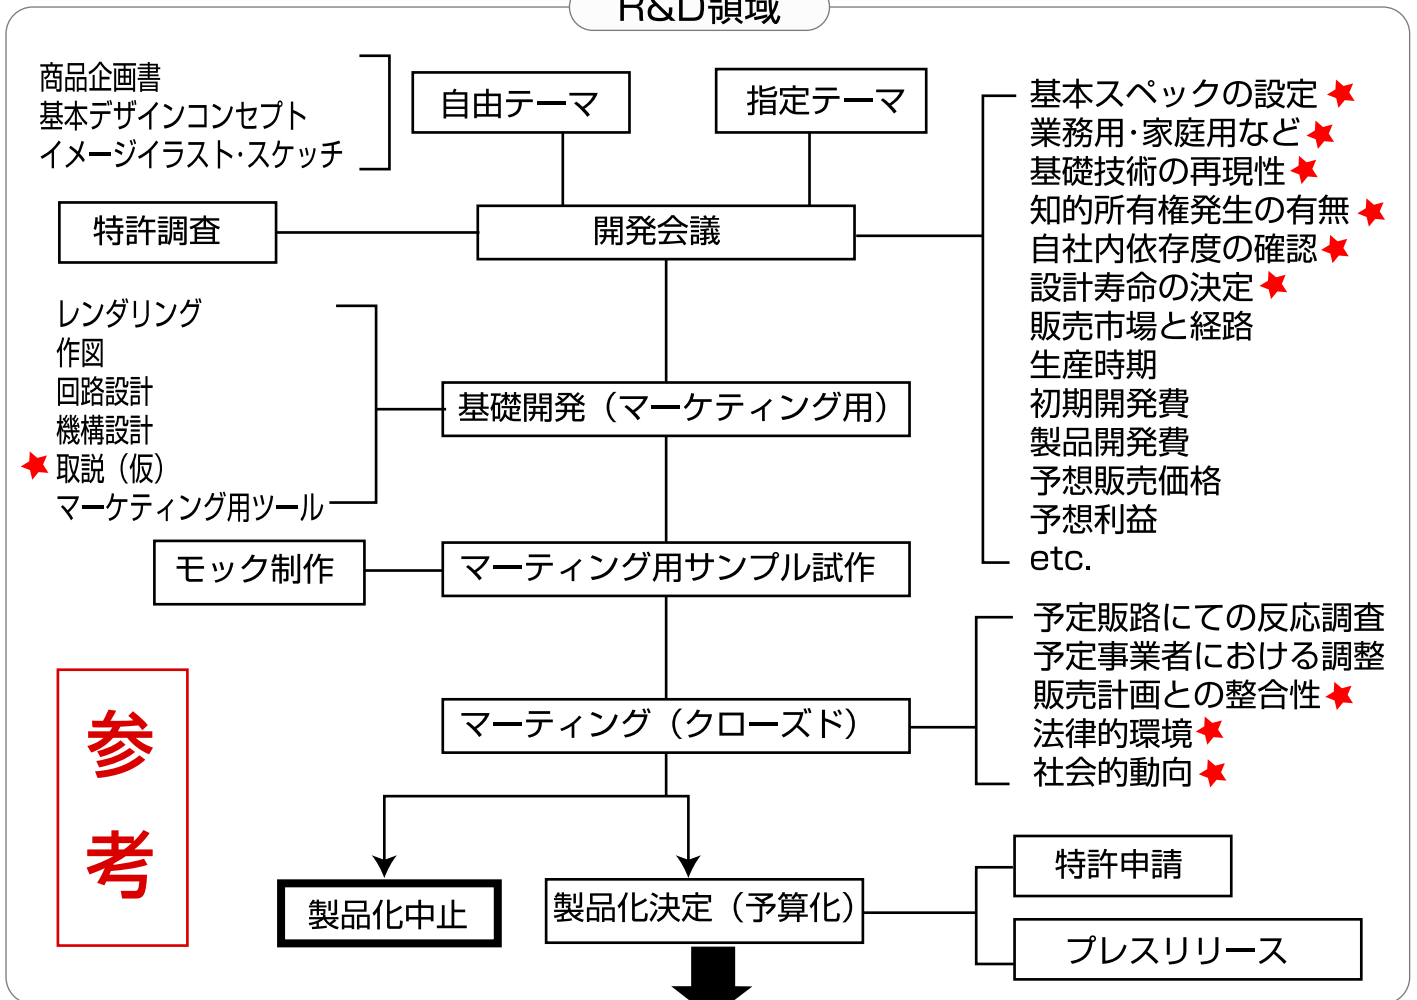 R&D領域
商品企画書
基本デザインコンセプト
イメージイラスト・スケッチ
自由テーマ
指定テーマ
特許調査
開発会議
基本スペックの設定
業務用・家庭用など
基礎技術の再現性
知的所有権発生の有無
自社内依存度の確認
設計寿命の決定
販売市場と経路
生産時期
初期開発費
製品開発費
予想販売価格
予想利益
etc.
レンダリング
作図
回路設計
機構設計
取説（仮）
マーケティング用ツール
基礎開発（マーケティング用）
モック制作
マーティング用サンプル試作
予定販路にての反応調査
予定事業者における調整
販売計画との整合性
法律的環境
社会的動向
マーティング（クローズド）
参
考
製品化中止
製品化決定（予算化）
特許申請
プレスリリース